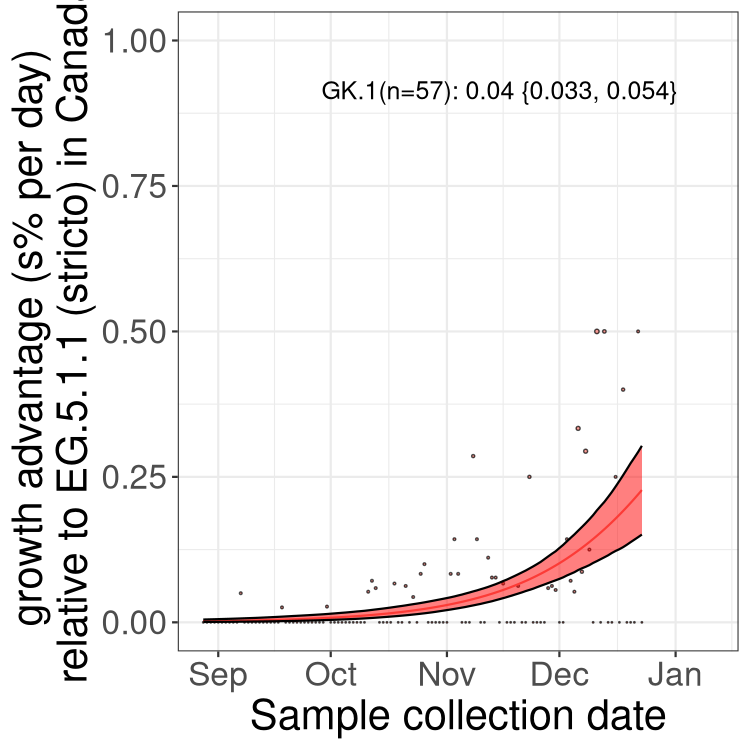 growth advantage (s% per day)
relative to EG.5.1.1 (stricto) in Canada
1.00
0.75
0.50
0.25
0.00
GK.1(n=57): 0.04 {0.033, 0.054}
Sep Oct Nov Dec Jan
Sample collection date